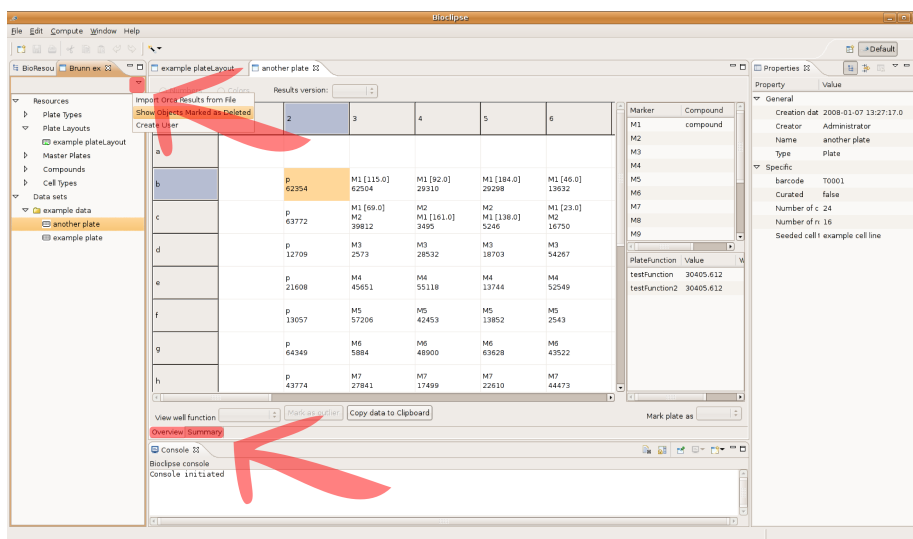 Bioclipse
File Edit Compute Window Help
Default
BioResou Brunn ex
example plateLayout another plate
Properties
Results version:
Import Orca Results from File
Show Objects Marked as Deleted
Create User
Resources
Plate Types
Plate Layouts
example plateLayout
Master Plates
Compounds
Cell Types
Data sets
example data
another plate
example plate
2 3 4 5 6
a
b
p
62354
M1 [115.0]
62504
M1 [92.0]
29310
M1 [184.0]
29298
M1 [46.0]
13632
c
p
63772
M1 [69.0]
M2
39812
M2
M1 [161.0]
3495
M2
M1 [138.0]
5246
M1 [23.0]
M2
16750
d
p
12709
M3
2573
M3
28532
M3
18703
M3
54267
e
p
21608
M4
45651
M4
55118
M4
13744
M4
52549
f
p
13057
M5
57206
M5
42453
M5
13852
M5
2543
g
p
64349
M6
5884
M6
48900
M6
63628
M6
43522
h
p
43774
M7
27841
M7
17499
M7
22610
M7
44473
Marker Compound
M1 compound
M2
M3
M4
M5
M6
M7
M8
M9
PlateFunction Value
testFunction 30405.612
testFunction2 30405.612
View well function
Mark as outlier
Copy data to Clipboard
Mark plate as
Overview Summary
Property Value
General
Creation dat 2008-01-07 13:27:17.0
Creator Administrator
Name another plate
Type Plate
Specific
barcode T0001
Curated false
Number of c 24
Number of r 16
Seeded cell example cell line
Console
Bioclipse console
Console initiated